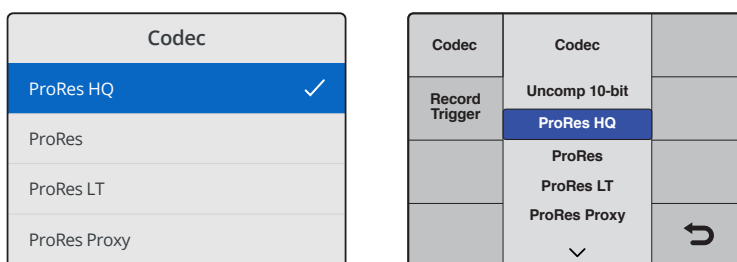 Codec
ProRes HQ
ProRes
ProRes LT
ProRes Proxy
Codec
Record
Trigger
Codec
Uncomp 10-bit
ProRes HQ
ProRes
ProRes LT
ProRes Proxy